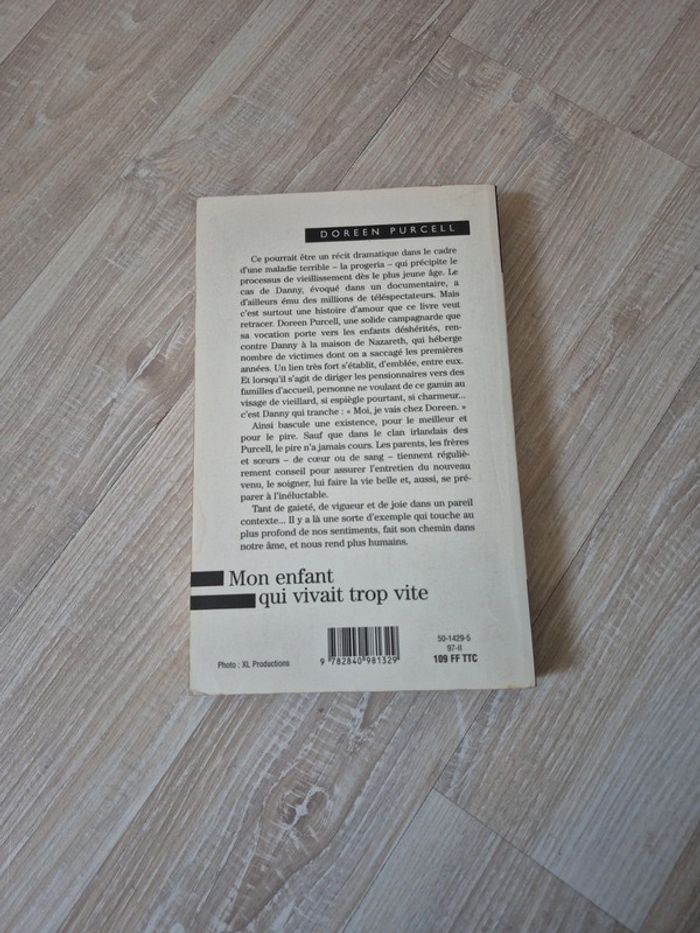 DOREEN PURCELL
Ce pourrait être un récit dramatique dans le cadre
d'une maladie terrible – la progeria – qui précipite le
processus de vieillissement dès le plus jeune âge. Le
cas de Danny, évoqué dans un documentaire, a
d'ailleurs ému des millions de téléspectateurs. Mais
c'est surtout une histoire d'amour que ce livre veut
retracer. Doreen Purcell, une solide campagnarde que
sa vocation porte vers les enfants déshérités, ren-
contre Danny à la maison de Nazareth, qui héberge
nombre de victimes dont on a saccagé les premières
années. Un lien très fort s'établit, d'emblée, entre eux.
Et lorsqu'il s'agit de diriger les pensionnaires vers des
familles d'accueil, personne ne voulant de ce gamin au
visage de vieillard, si espiègle pourtant, si charmeur...
c'est Danny qui tranche : « Moi, je vais chez Doreen. »
Ainsi bascule une existence, pour le meilleur et
pour le pire. Sauf que dans le clan irlandais des
Purcell, le pire n'a jamais cours. Les parents, les frères
et sœurs – de cœur ou de sang – tiennent réguliè-
rement conseil pour assurer l'entretien du nouveau
venu, le soigner, lui faire la vie belle et, aussi, se pré-
parer à l'inéluctable.
Tant de gaieté, de vigueur et de joie dans un pareil
contexte... Il y a là une sorte d'exemple qui touche au
plus profond de nos sentiments, fait son chemin dans
notre âme, et nous rend plus humains.
Mon enfant
qui vivait trop vite
Photo : XL Productions
9 782840 981329
50-1429-5
97-II
109 FF TTC